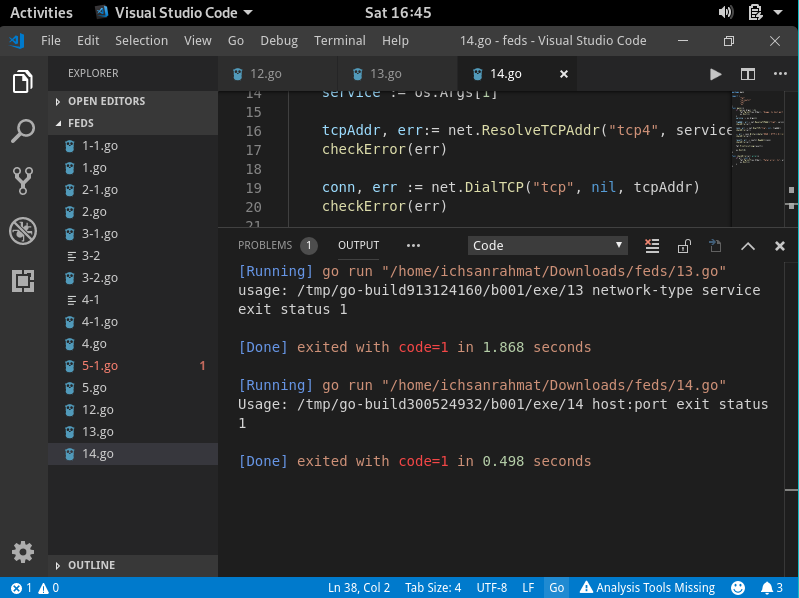 Activities Visual Studio Code Sat 16:45
File Edit Selection View Go Debug Terminal Help 14.go - feds - Visual Studio Code
EXPLORER
OPEN EDITORS
FEDS
1-1.go
1.go
2-1.go
2.go
3-1.go
3-2
3-2.go
4-1
4-1.go
4.go
5-1.go 1
5.go
12.go
13.go
14.go
OUTLINE
12.go 13.go 14.go
14 service := os.Args[1]
15
16 tcpAddr, err:= net.ResolveTCPAddr("tcp4", service
17 checkError(err)
18
19 conn, err := net.DialTCP("tcp", nil, tcpAddr)
20 checkError(err)
21
PROBLEMS 1 OUTPUT Code
[Running] go run "/home/ichsanrahmat/Downloads/feds/13.go"
usage: /tmp/go-build913124160/b001/exe/13 network-type service
exit status 1
[Done] exited with code=1 in 1.868 seconds
[Running] go run "/home/ichsanrahmat/Downloads/feds/14.go"
Usage: /tmp/go-build300524932/b001/exe/14 host:port exit status
1
[Done] exited with code=1 in 0.498 seconds
1 0 Ln 38, Col 2 Tab Size: 4 UTF-8 LF Go Analysis Tools Missing 3